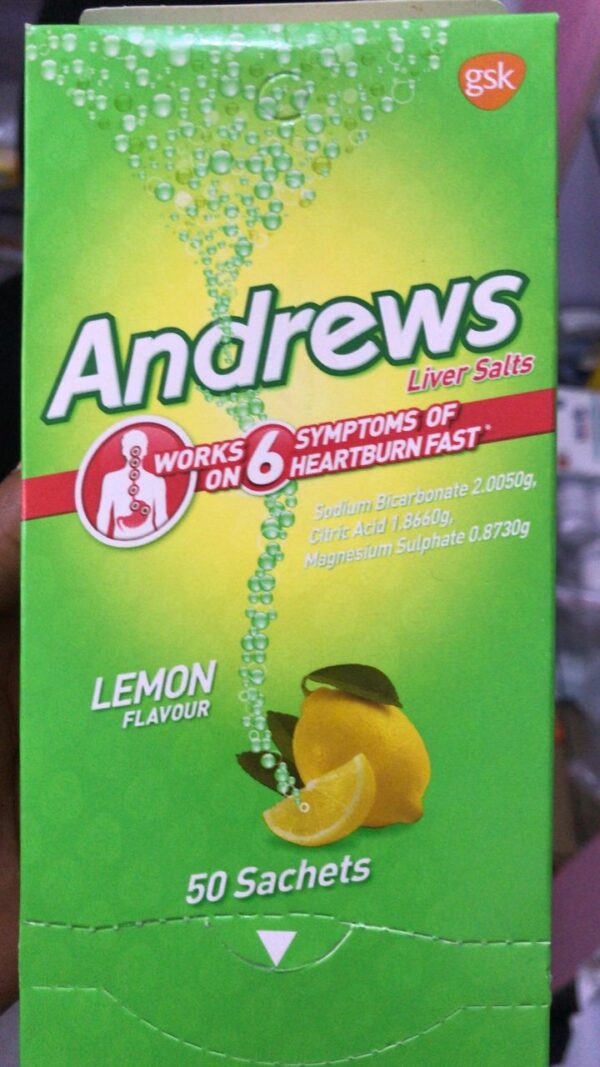 gsk
Andrews
Liver Salts
WORKS ON 6 SYMPTOMS OF HEARTBURN FAST*
Sodium Bicarbonate 2.0050g,
Citric Acid 1.8660g,
Magnesium Sulphate 0.8730g
LEMON
FLAVOUR
50 Sachets